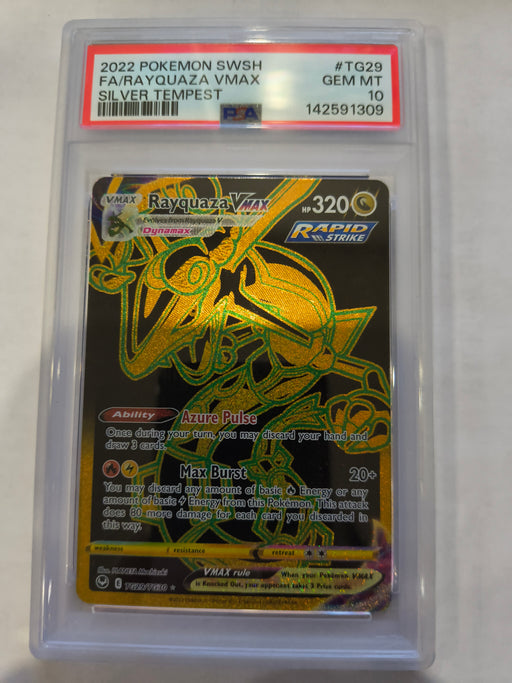 2022 POKEMON SWSH #TG29
FA/RAYQUAZA VMAX GEM MT
SILVER TEMPEST 10
PSA 142591309
VMAX Rayquaza VMAX HP 320
Evolves from Rayquaza V
Dynamax
RAPID
STRIKE
Ability Azure Pulse
Once during your turn, you may discard your hand and
draw 3 cards.
Max Burst 20+
You may discard any amount of basic Energy or any
amount of basic Energy from this Pokémon. This attack
does 80 more damage for each card you discarded in
this way.
weakness resistance retreat
Illus. PLANETA Mochizuki
TG29/TG30
VMAX rule When your Pokémon VMAX
is Knocked Out, your opponent takes 3 Prize cards.